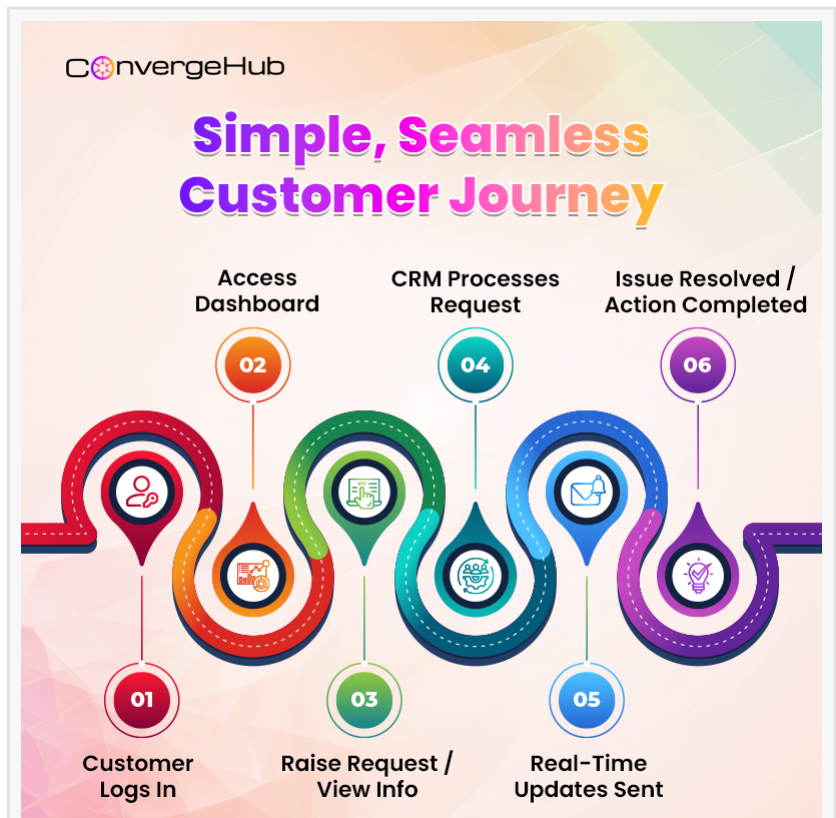 ConvergeHub
Simple, Seamless
Customer Journey
Access
Dashboard
CRM Processes
Request
Issue Resolved /
Action Completed
02
04
06
01
03
05
Customer
Logs In
Raise Request /
View Info
Real-Time
Updates Sent